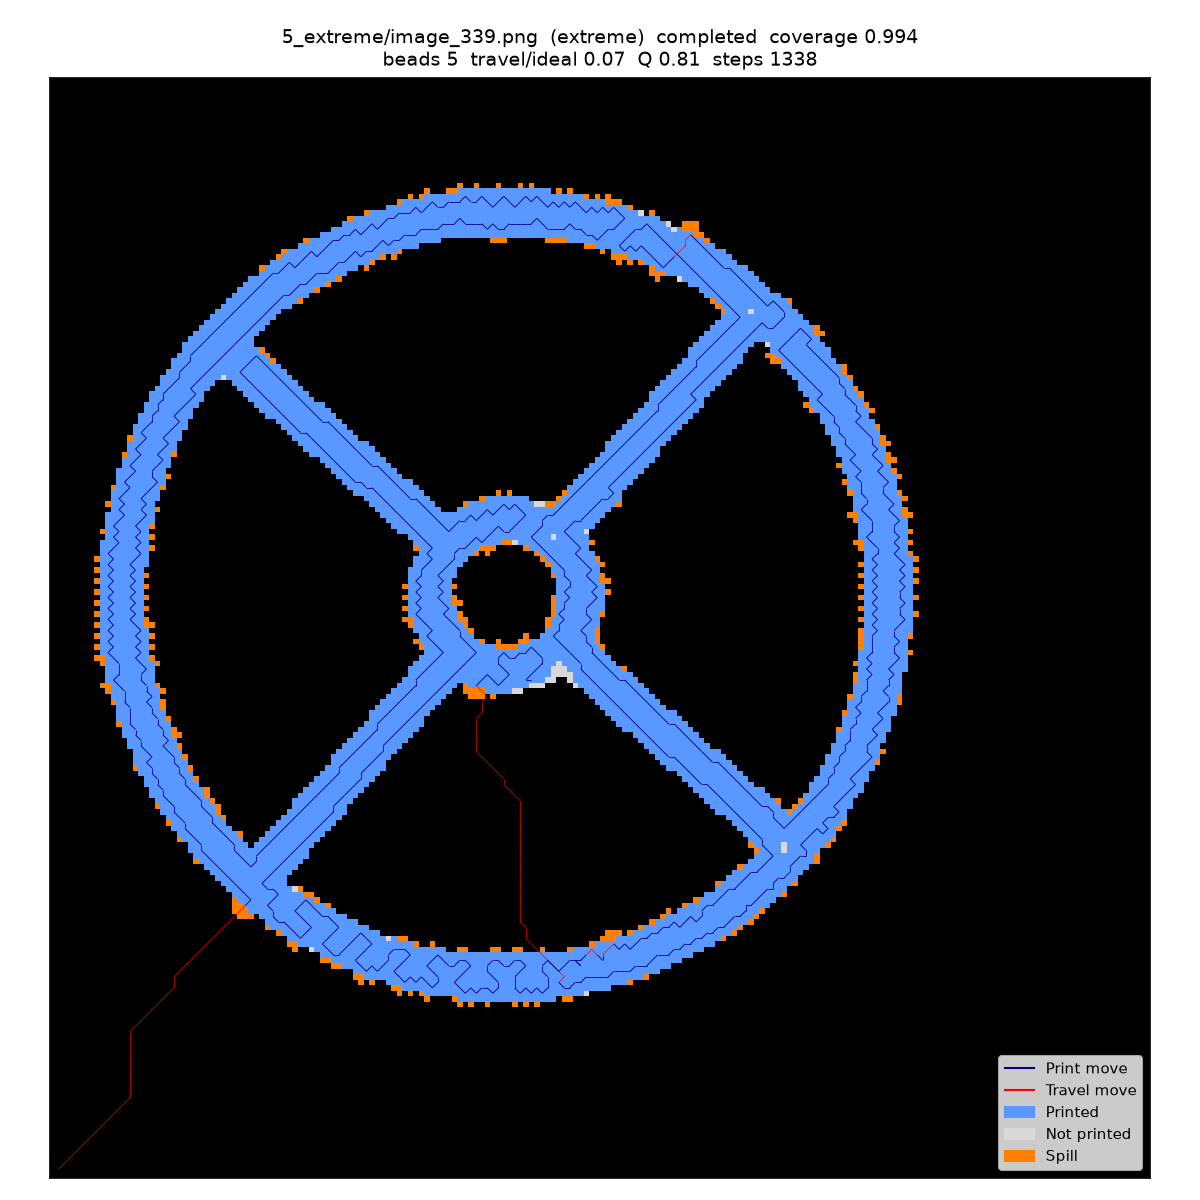 5_extreme/image_339.png  (extreme)  completed  coverage 0.994
beads 5  travel/ideal 0.07  Q 0.81  steps 1338
Print move
Travel move
Printed
Not printed
Spill